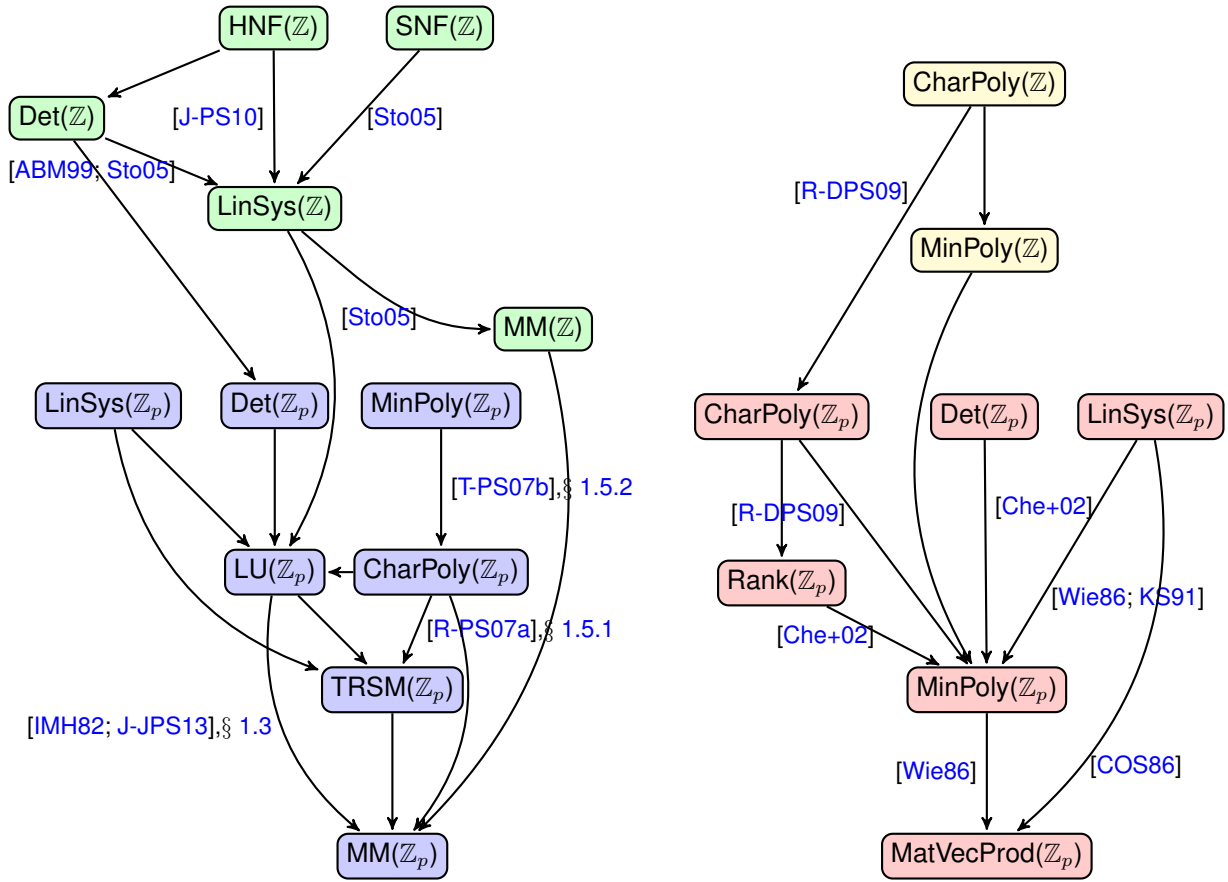 HNF(ℤ)
SNF(ℤ)
Det(ℤ)
[J-PS10]
[Sto05]
[ABM99; Sto05]
LinSys(ℤ)
[Sto05]
MM(ℤ)
LinSys(ℤp)
Det(ℤp)
MinPoly(ℤp)
[T-PS07b],§ 1.5.2
LU(ℤp)
CharPoly(ℤp)
[R-PS07a],§ 1.5.1
TRSM(ℤp)
[IMH82; J-JPS13],§ 1.3
MM(ℤp)
CharPoly(ℤ)
[R-DPS09]
MinPoly(ℤ)
CharPoly(ℤp)
Det(ℤp)
LinSys(ℤp)
[R-DPS09]
[Che+02]
Rank(ℤp)
[Wie86; KS91]
[Che+02]
MinPoly(ℤp)
[Wie86]
[COS86]
MatVecProd(ℤp)